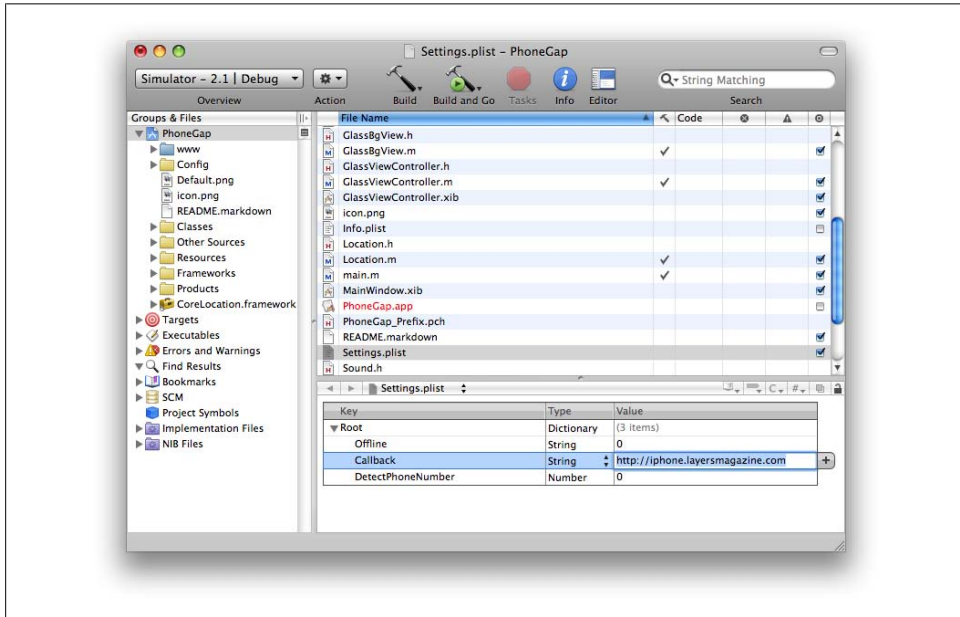 Settings.plist – PhoneGap
Simulator – 2.1 | Debug
String Matching
Overview
Action
Build
Build and Go
Tasks
Info
Editor
Search
Groups & Files
PhoneGap
www
Config
Default.png
icon.png
README.markdown
Classes
Other Sources
Resources
Frameworks
Products
CoreLocation.framework
Targets
Executables
Errors and Warnings
Find Results
Bookmarks
SCM
Project Symbols
Implementation Files
NIB Files
File Name Code
GlassBgView.h
GlassBgView.m
GlassViewController.h
GlassViewController.m
GlassViewController.xib
icon.png
Info.plist
Location.h
Location.m
main.m
MainWindow.xib
PhoneGap.app
PhoneGap_Prefix.pch
README.markdown
Settings.plist
Sound.h
Settings.plist C #
Key Type Value
Root Dictionary (3 items)
Offline String 0
Callback String http://iphone.layersmagazine.com
DetectPhoneNumber Number 0